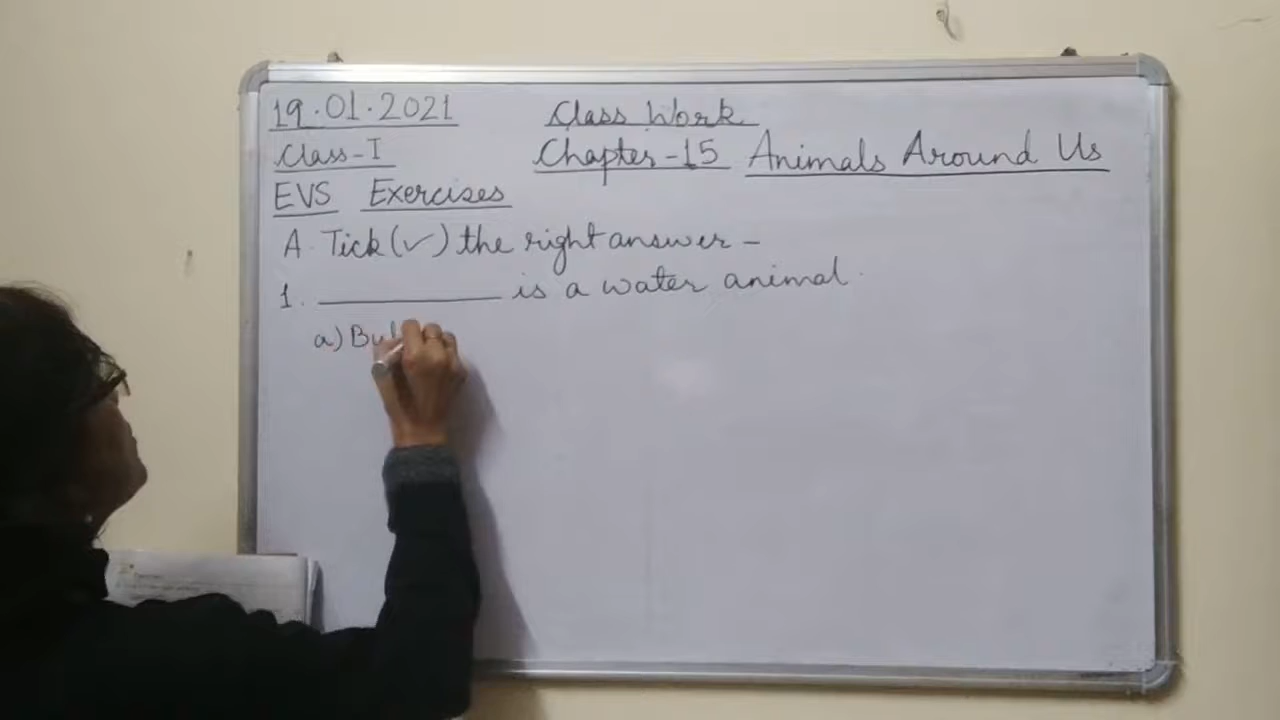 19.01.2021 Class Work
Class-I Chapter-15 Animals Around Us
EVS Exercises
A. Tick (✓) the right answer –
1. __________ is a water animal.
a)